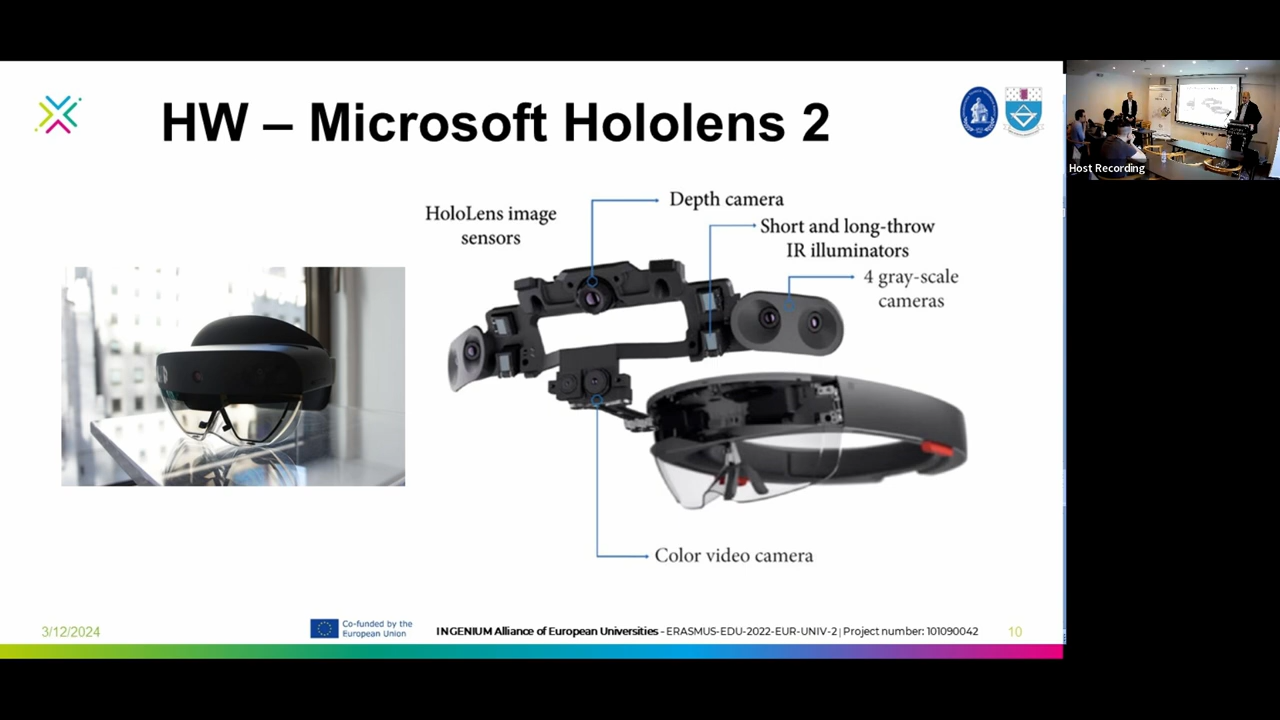 HW – Microsoft Hololens 2
Host Recording
HoloLens image
sensors
Depth camera
Short and long-throw
IR illuminators
4 gray-scale
cameras
Color video camera
3/12/2024
Co-funded by the
European Union
INGENIUM Alliance of European Universities - ERASMUS-EDU-2022-EUR-UNIV-2 | Project number: 101090042
10